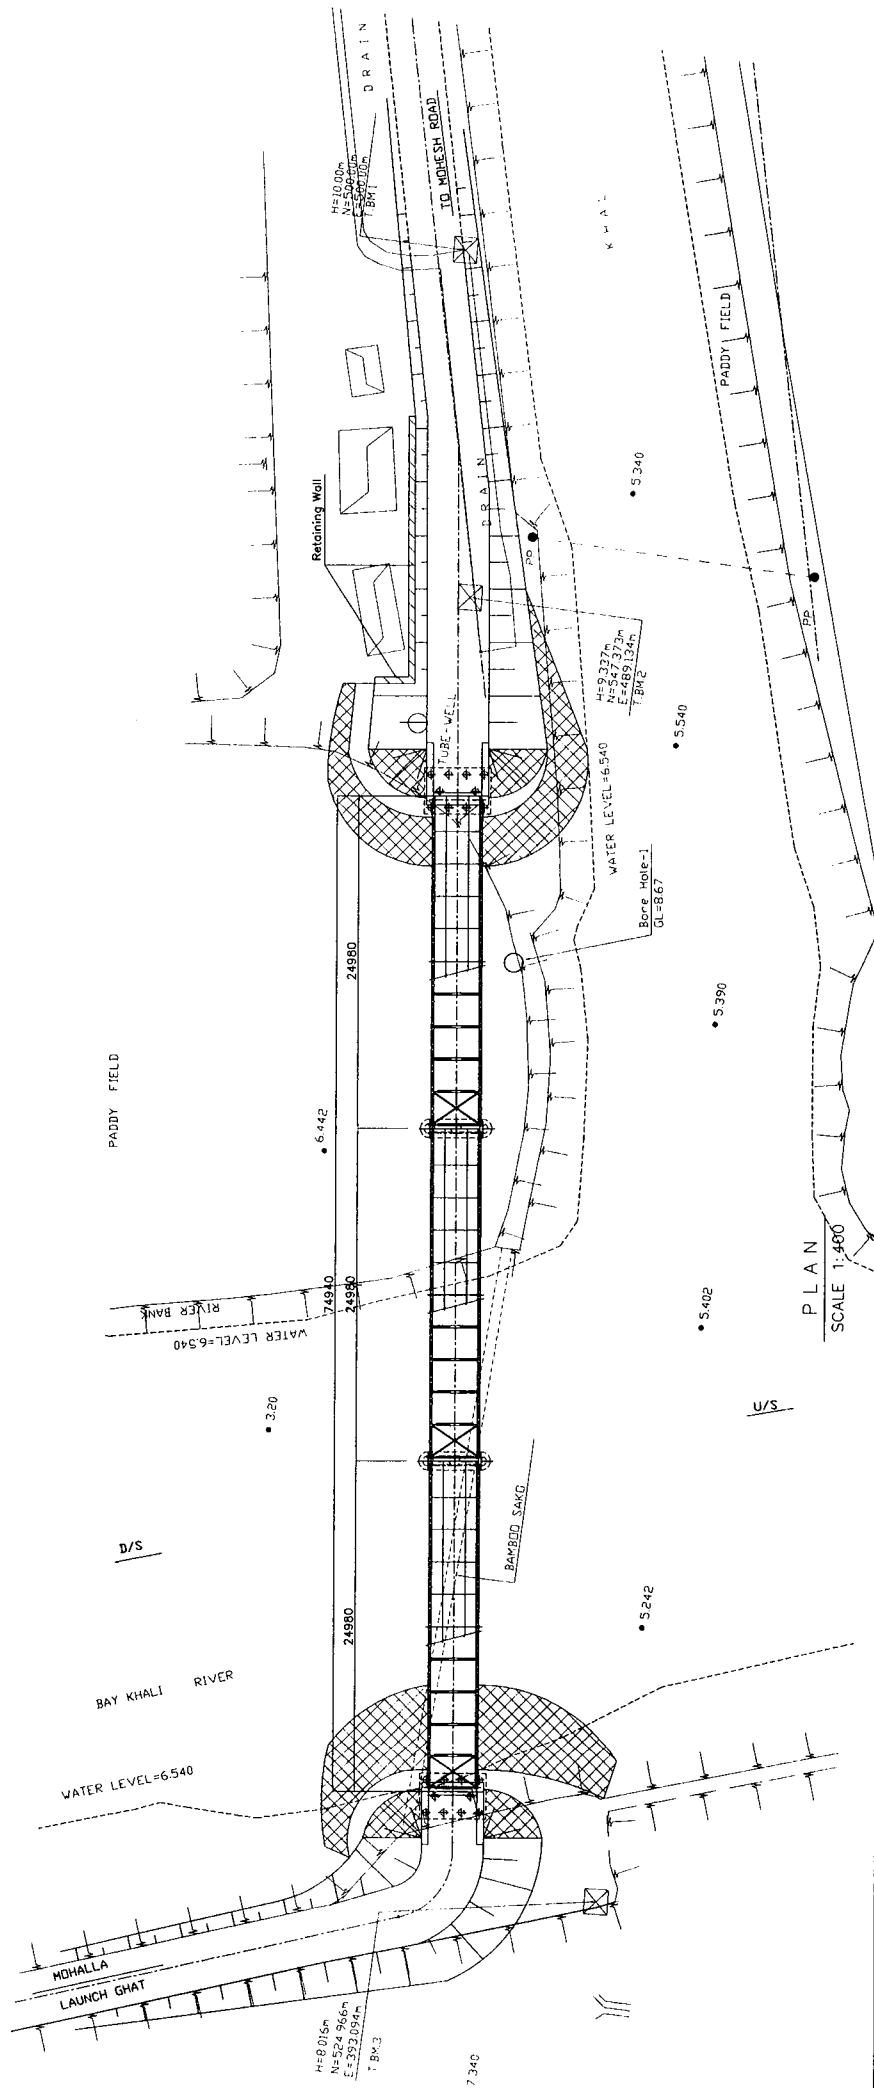 DRAIN
H=10.00m
N=500.00m
E=500.00m
T.BM.1
TO MOHESH ROAD
KHAL
PADDY FIELD
Retaining Wall
DRAIN
5.340
PP
PP
H=9.337m
N=547.373m
E=489.134m
T.BM.2
TUBE-WELL
5.540
WATER LEVEL=6.540
Bore Hole-1
GL=8.67
24980
5.390
PADDY FIELD
6.442
RIVER BANK
WATER LEVEL=6.540
74940
24980
PLAN
SCALE 1:400
5.402
3.20
U/S
D/S
BAMBOO SAKO
24980
5.242
BAY KHALI RIVER
WATER LEVEL=6.540
MOHALLA
LAUNCH GHAT
H=8.016m
N=524.966m
E=393.094m
T.BM.3
7.340